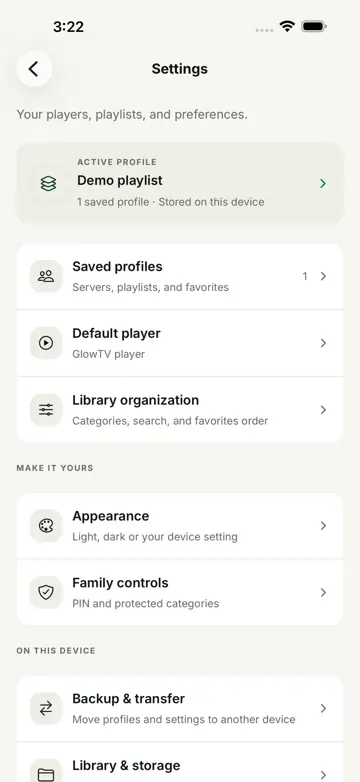 3:22
Settings
Your players, playlists, and preferences.
ACTIVE PROFILE
Demo playlist
1 saved profile · Stored on this device
Saved profiles
1
Servers, playlists, and favorites
Default player
GlowTV player
Library organization
Categories, search, and favorites order
MAKE IT YOURS
Appearance
Light, dark or your device setting
Family controls
PIN and protected categories
ON THIS DEVICE
Backup & transfer
Move profiles and settings to another device
Library & storage